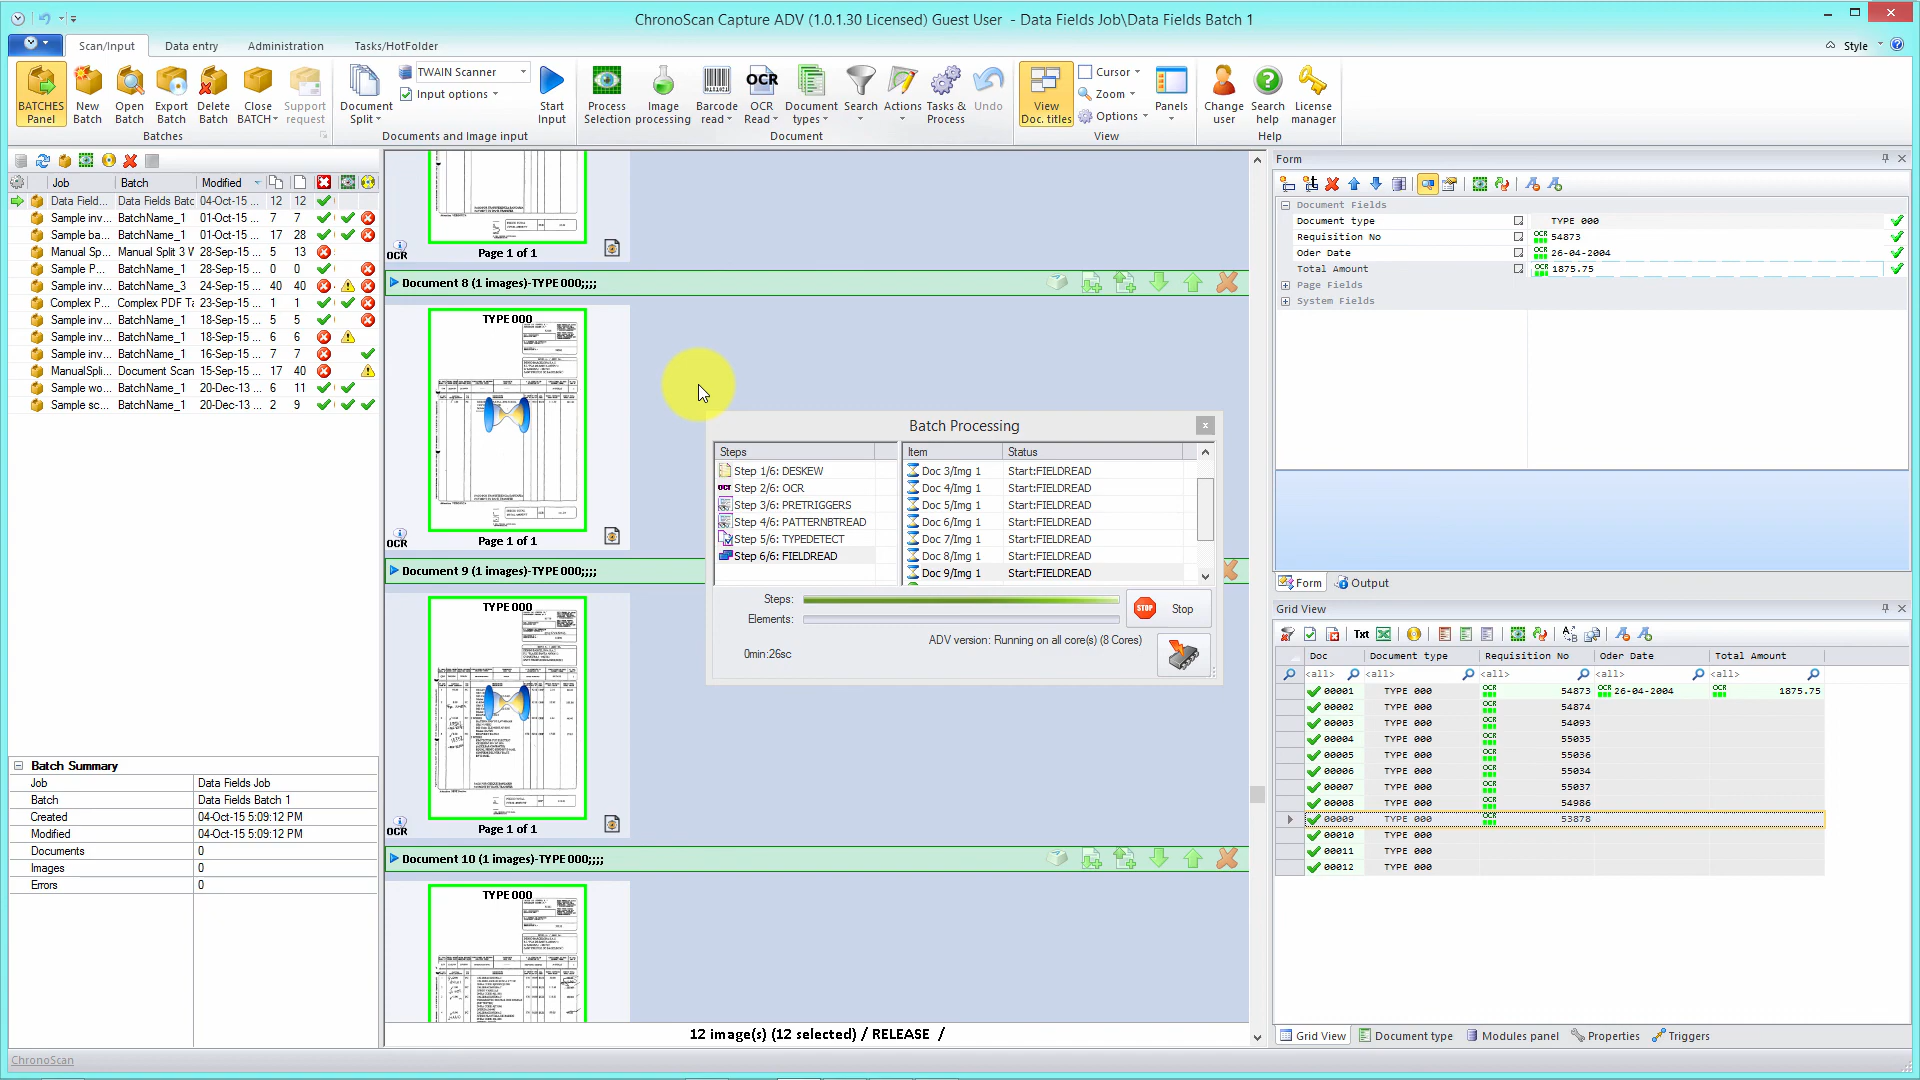 ChronoScan Capture ADV (1.0.1.30 Licensed) Guest User - Data Fields Job\Data Fields Batch 1
Scan/Input Data entry Administration Tasks/HotFolder Style
BATCHES Panel
New Batch
Open Batch
Export Batch
Delete Batch
Close BATCH
Support request
Batches
Document Split
TWAIN Scanner
Input options
Start Input
Documents and Image input
Process Selection
Image processing
Barcode read
OCR
OCR Read
Document types
Search
Actions
Tasks & Process
Undo
Document
View Doc. titles
Cursor
Zoom
Options
Panels
View
Change user
Search help
License manager
Help
Job Batch Modified
Data Field... Data Fields Batc 04-Oct-15 ... 12 12
Sample inv... BatchName_1 01-Oct-15 ... 7 7
Sample ba... BatchName_1 01-Oct-15 ... 17 28
Manual Sp... Manual Split 3 W 28-Sep-15 ... 5 13
Sample P... BatchName_1 28-Sep-15 ... 0 0
Sample inv... BatchName_3 24-Sep-15 ... 40 40
Complex P... Complex PDF Ta 23-Sep-15 ... 1 1
Sample inv... BatchName_1 18-Sep-15 ... 5 5
Sample inv... BatchName_1 18-Sep-15 ... 6 6
Sample inv... BatchName_1 16-Sep-15 ... 7 7
ManualSpli... Document Scan 15-Sep-15 ... 17 40
Sample wo... BatchName_1 20-Dec-13 ... 6 11
Sample sc... BatchName_1 20-Dec-13 ... 2 9
Batch Summary
Job Data Fields Job
Batch Data Fields Batch 1
Created 04-Oct-15 5:09:12 PM
Modified 04-Oct-15 5:09:12 PM
Documents 0
Images 0
Errors 0
ChronoScan
OCR Page 1 of 1
Document 8 (1 images)-TYPE 000;;;;
TYPE 000
OCR Page 1 of 1
Document 9 (1 images)-TYPE 000;;;;
TYPE 000
OCR Page 1 of 1
Document 10 (1 images)-TYPE 000;;;;
TYPE 000
12 image(s) (12 selected) / RELEASE /
Batch Processing
Steps
Step 1/6: DESKEW
OCR Step 2/6: OCR
Step 3/6: PRETRIGGERS
Step 4/6: PATTERNBTREAD
Step 5/6: TYPEDETECT
Step 6/6: FIELDREAD
Item Status
Doc 3/Img 1 Start:FIELDREAD
Doc 4/Img 1 Start:FIELDREAD
Doc 5/Img 1 Start:FIELDREAD
Doc 6/Img 1 Start:FIELDREAD
Doc 7/Img 1 Start:FIELDREAD
Doc 8/Img 1 Start:FIELDREAD
Doc 9/Img 1 Start:FIELDREAD
Steps:
Elements:
STOP Stop
ADV version: Running on all core(s) (8 Cores)
0min:26sc
Form
Document Fields
Document type TYPE 000
Requisition No OCR 54873
Oder Date OCR 26-04-2004
Total Amount OCR 1875.75
Page Fields
System Fields
Form Output
Grid View
Txt
Doc Document type Requisition No Oder Date Total Amount
<all> <all> <all> <all> <all>
00001 TYPE 000 OCR 54873 OCR 26-04-2004 OCR 1875.75
00002 TYPE 000 OCR 54874
00003 TYPE 000 OCR 54093
00004 TYPE 000 OCR 55035
00005 TYPE 000 OCR 55036
00006 TYPE 000 OCR 55034
00007 TYPE 000 OCR 55037
00008 TYPE 000 OCR 54986
00009 TYPE 000 OCR 53878
00010 TYPE 000
00011 TYPE 000
00012 TYPE 000
Grid View Document type Modules panel Properties Triggers